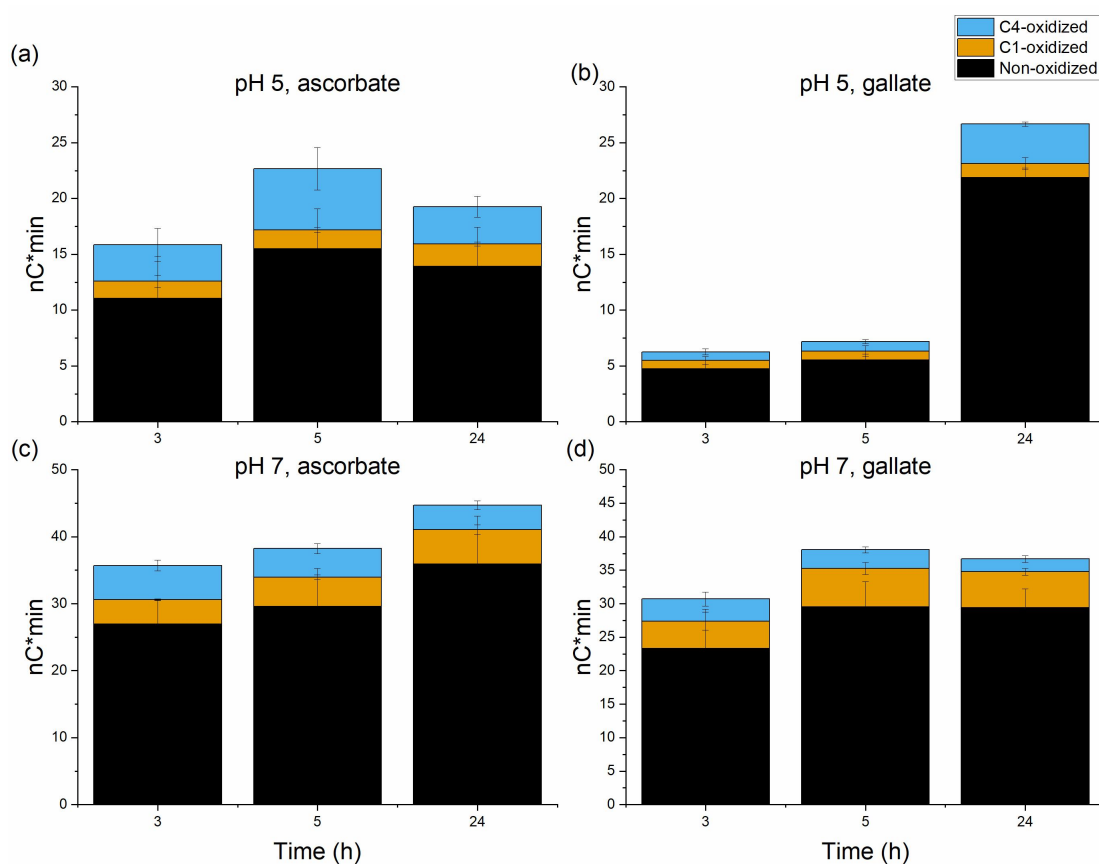 C4-oxidized
C1-oxidized
Non-oxidized
(a)
pH 5, ascorbate
nC*min
30
25
20
15
10
5
0
3
5
24
(b)
pH 5, gallate
nC*min
30
25
20
15
10
5
0
3
5
24
(c)
pH 7, ascorbate
nC*min
50
40
30
20
10
0
3
5
24
Time (h)
(d)
pH 7, gallate
nC*min
50
45
40
35
30
25
20
15
10
5
0
3
5
24
Time (h)